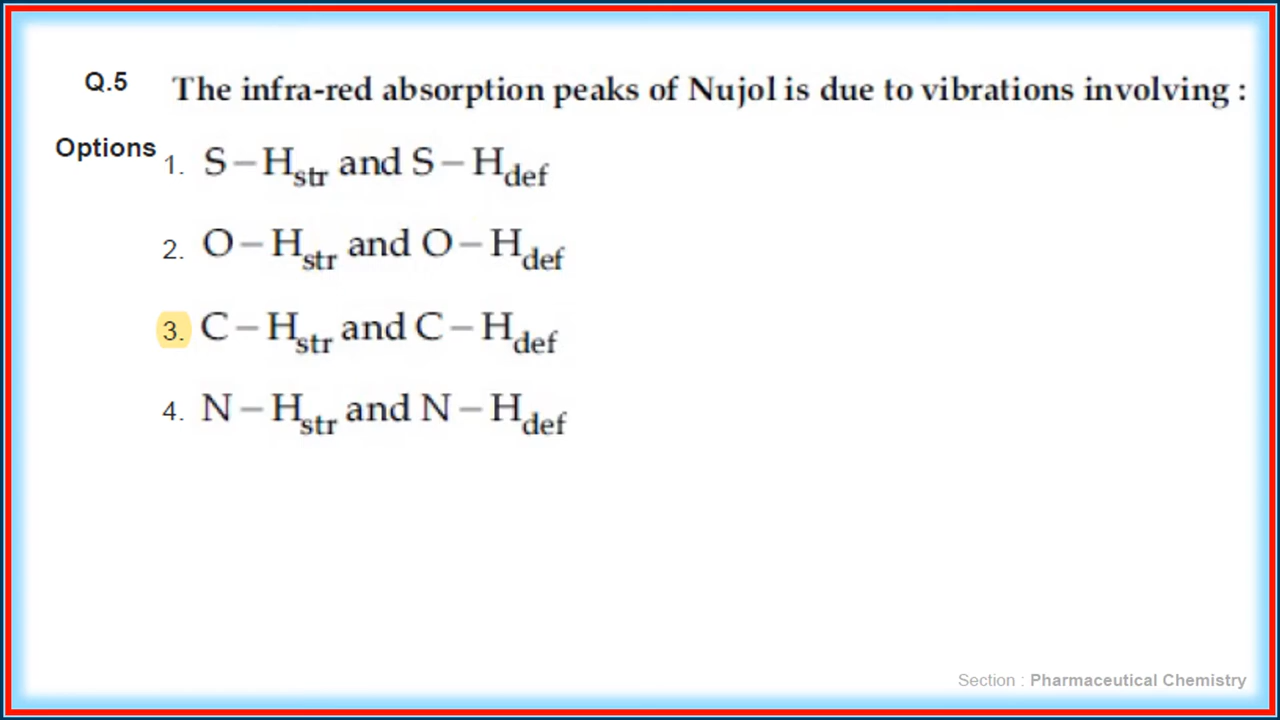 Q.5 The infra-red absorption peaks of Nujol is due to vibrations involving :
Options 1. S – Hstr and S – Hdef
2. O – Hstr and O – Hdef
3. C – Hstr and C – Hdef
4. N – Hstr and N – Hdef
Section : Pharmaceutical Chemistry